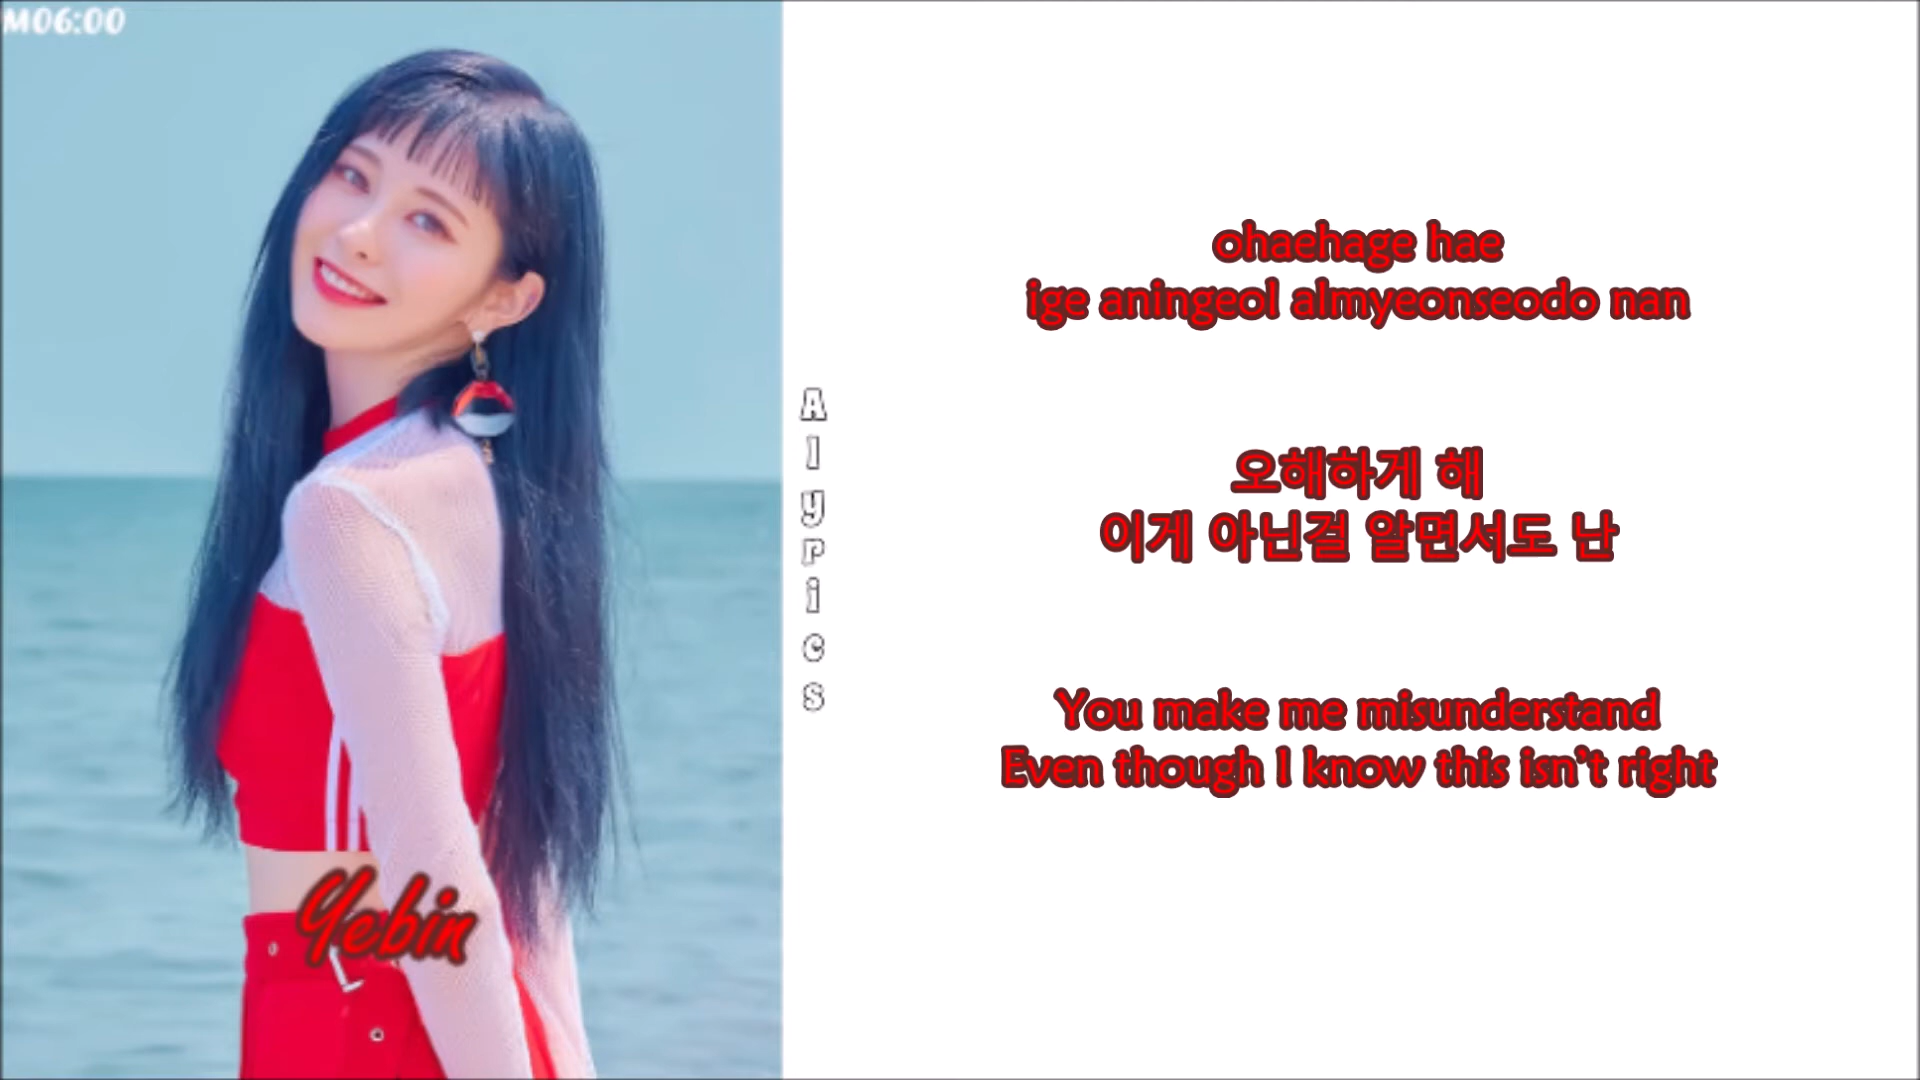 M06:00
Yebin
Alyrics
ohaehage hae
ige aningeol almyeonseodo nan
오해하게 해
이게 아닌걸 알면서도 난
You make me misunderstand
Even though I know this isn't right